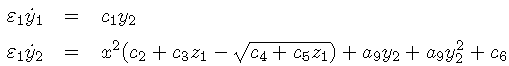 ε₁ẏ₁ = c₁y₂
ε₁ẏ₂ = x²(c₂ + c₃z₁ − √(c₄ + c₅z₁)) + a₉y₂ + a₉y₂² + c₆